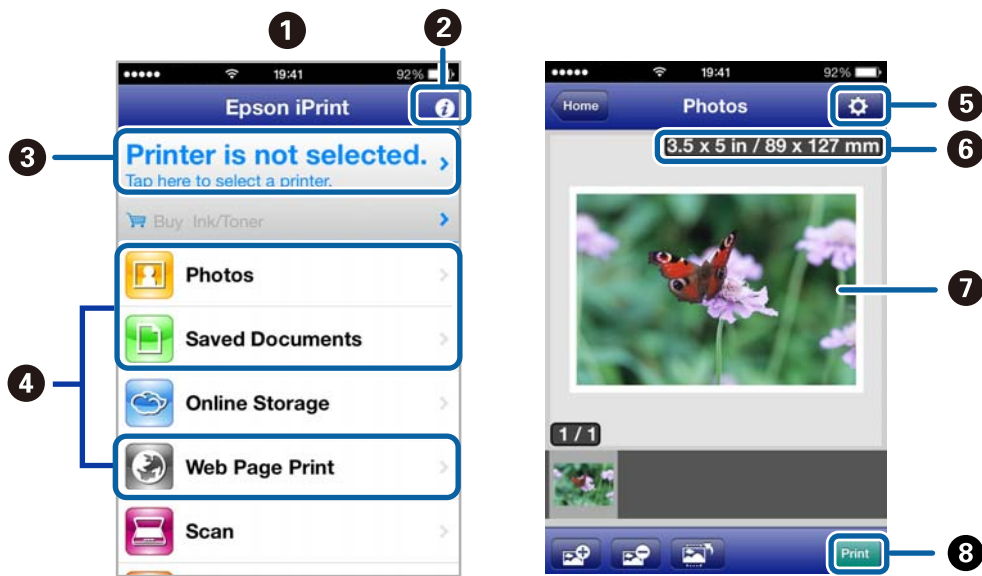 1
2
19:41
92%
Epson iPrint
i
3
Printer is not selected.
Tap here to select a printer.
Buy Ink/Toner
Photos
Saved Documents
4
Online Storage
Web Page Print
Scan
19:41
92%
Home
Photos
5
3.5 x 5 in / 89 x 127 mm
6
7
1 / 1
Print
8